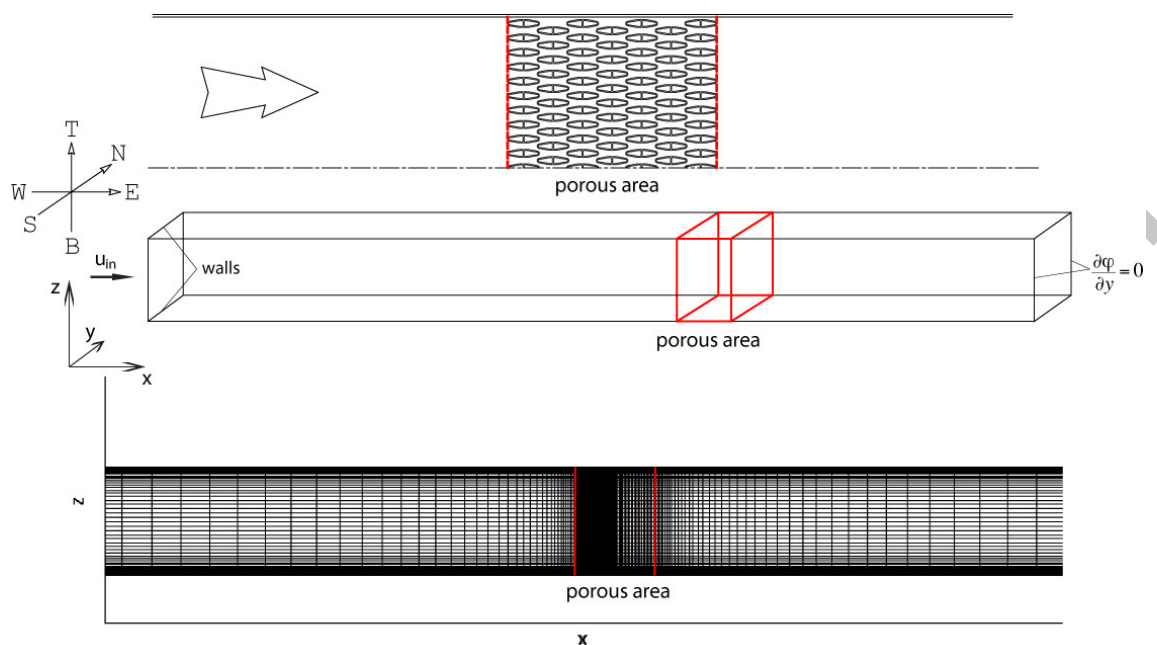 porous area
T
N
W
E
S
B
u_in
walls
z
y
x
∂φ/∂y=0
porous area
z
porous area
x